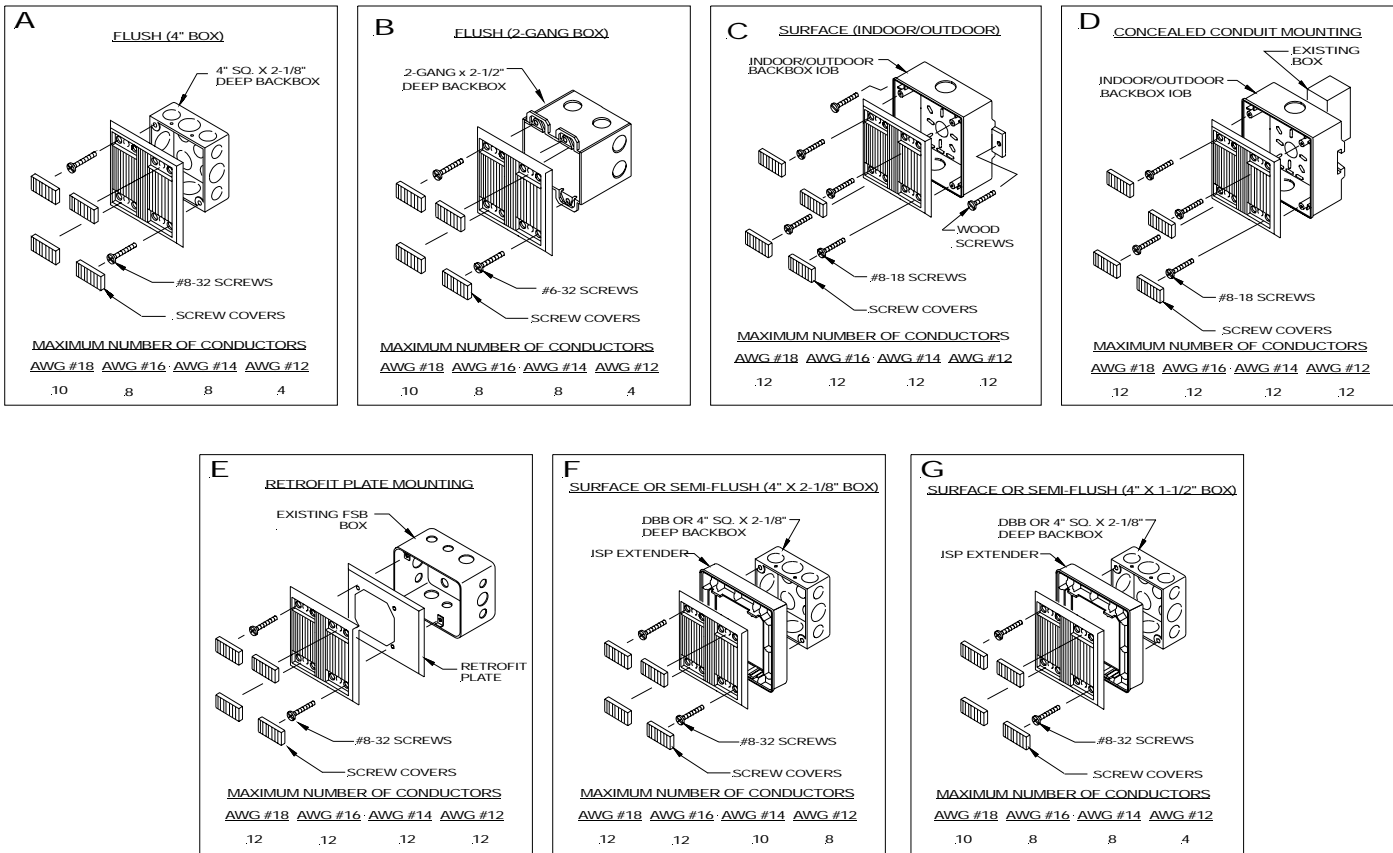 A
FLUSH (4" BOX)
4" SQ. X 2-1/8"
DEEP BACKBOX
#8-32 SCREWS
SCREW COVERS
MAXIMUM NUMBER OF CONDUCTORS
AWG #18 AWG #16 AWG #14 AWG #12
10 8 8 4
B
FLUSH (2-GANG BOX)
2-GANG x 2-1/2"
DEEP BACKBOX
#6-32 SCREWS
SCREW COVERS
MAXIMUM NUMBER OF CONDUCTORS
AWG #18 AWG #16 AWG #14 AWG #12
10 8 8 4
C
SURFACE (INDOOR/OUTDOOR)
INDOOR/OUTDOOR
BACKBOX IOB
WOOD
SCREWS
#8-18 SCREWS
SCREW COVERS
MAXIMUM NUMBER OF CONDUCTORS
AWG #18 AWG #16 AWG #14 AWG #12
12 12 12 12
D
CONCEALED CONDUIT MOUNTING
EXISTING
BOX
INDOOR/OUTDOOR
BACKBOX IOB
#8-18 SCREWS
SCREW COVERS
MAXIMUM NUMBER OF CONDUCTORS
AWG #18 AWG #16 AWG #14 AWG #12
12 12 12 12
E
RETROFIT PLATE MOUNTING
EXISTING FSB
BOX
RETROFIT
PLATE
#8-32 SCREWS
SCREW COVERS
MAXIMUM NUMBER OF CONDUCTORS
AWG #18 AWG #16 AWG #14 AWG #12
12 12 12 12
F
SURFACE OR SEMI-FLUSH (4" X 2-1/8" BOX)
DBB OR 4" SQ. X 2-1/8"
DEEP BACKBOX
ISP EXTENDER
#8-32 SCREWS
SCREW COVERS
MAXIMUM NUMBER OF CONDUCTORS
AWG #18 AWG #16 AWG #14 AWG #12
12 12 10 8
G
SURFACE OR SEMI-FLUSH (4" X 1-1/2" BOX)
DBB OR 4" SQ. X 2-1/8"
DEEP BACKBOX
ISP EXTENDER
#8-32 SCREWS
SCREW COVERS
MAXIMUM NUMBER OF CONDUCTORS
AWG #18 AWG #16 AWG #14 AWG #12
10 8 8 4